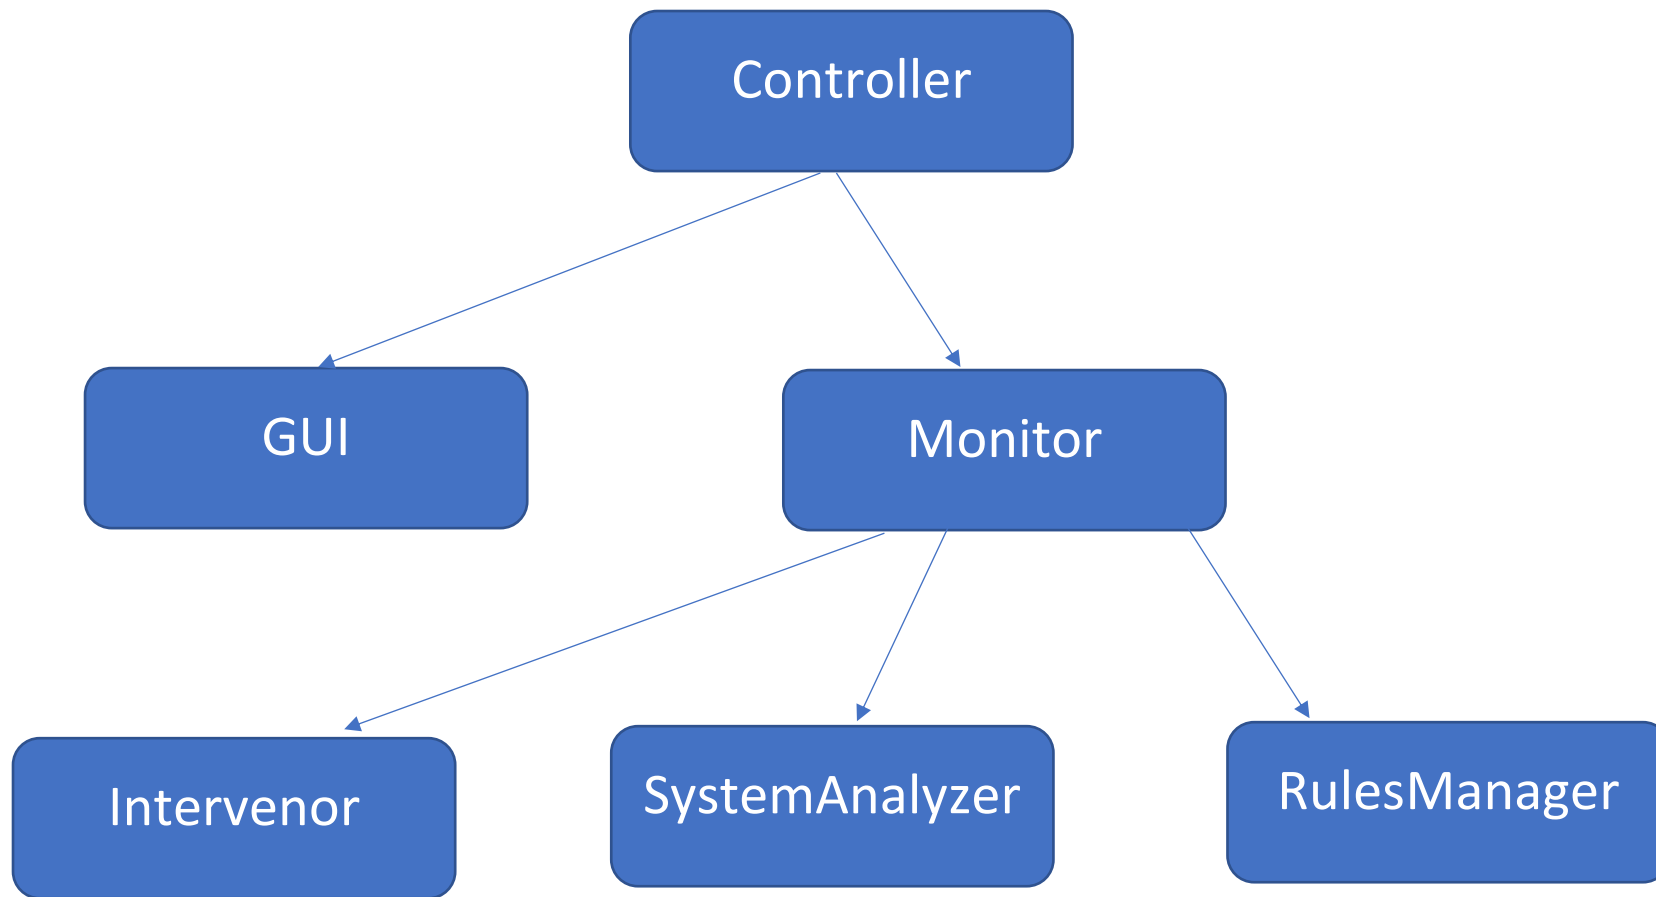 Controller
GUI
Monitor
Intervenor
SystemAnalyzer
RulesManager